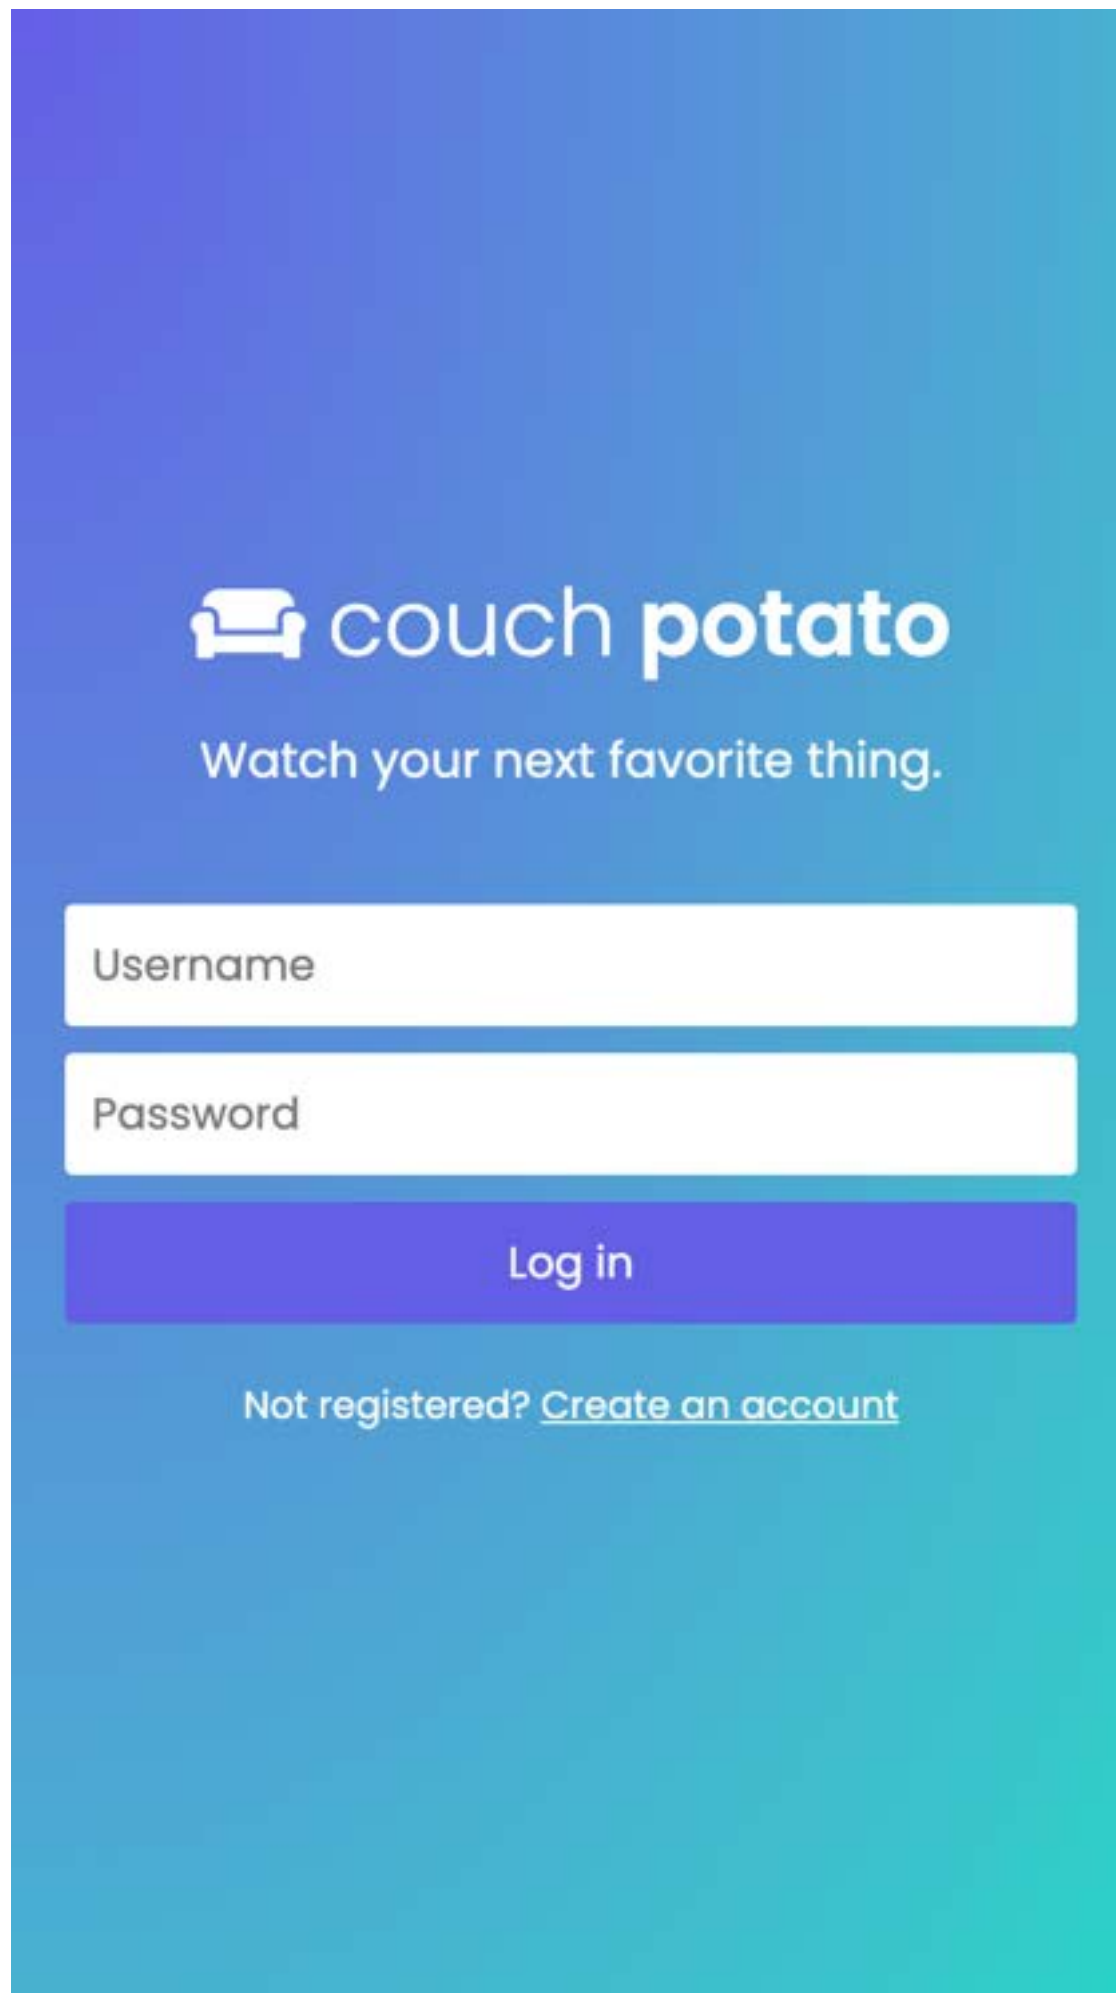 couch potato
Watch your next favorite thing.
Username
Password
Log in
Not registered? Create an account